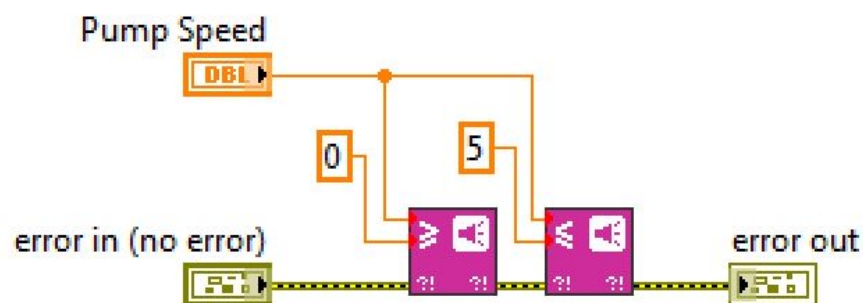 Pump Speed
DBL
0
5
> ≤
error in (no error)
?! ?! ?! ?!
error out